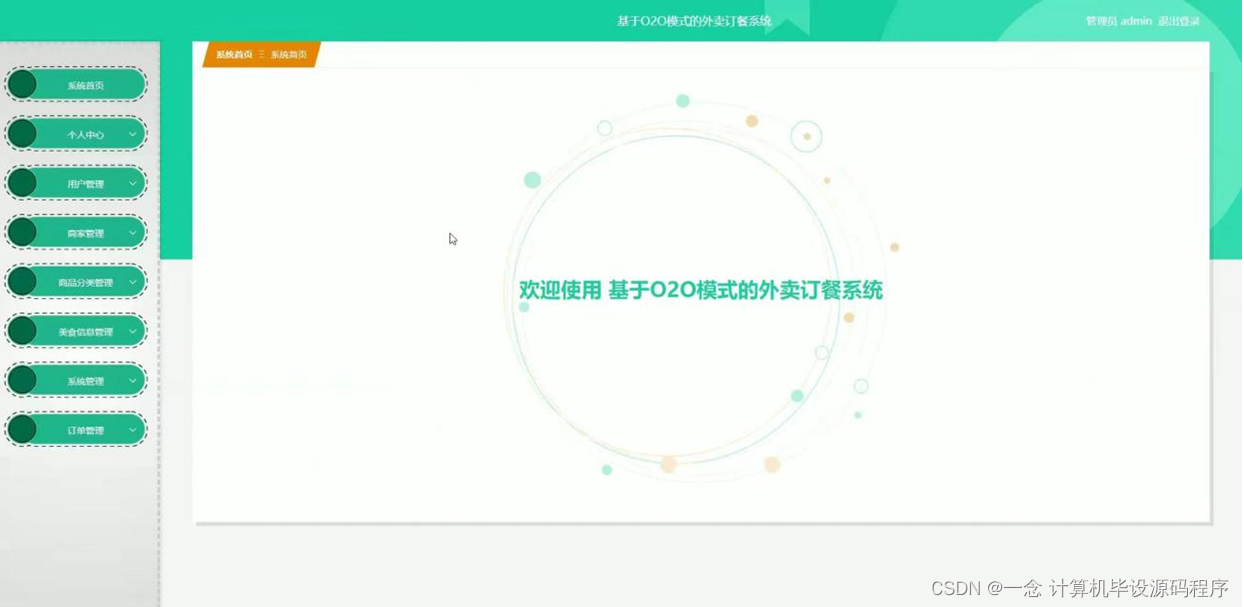 基于O2O模式的外卖订餐系统
管理员 admin 退出登录
系统首页 系统首页
系统首页
个人中心
用户管理
商家管理
商品分类管理
美食信息管理
系统管理
订单管理
欢迎使用 基于O2O模式的外卖订餐系统
CSDN @一念 计算机毕设源码程序